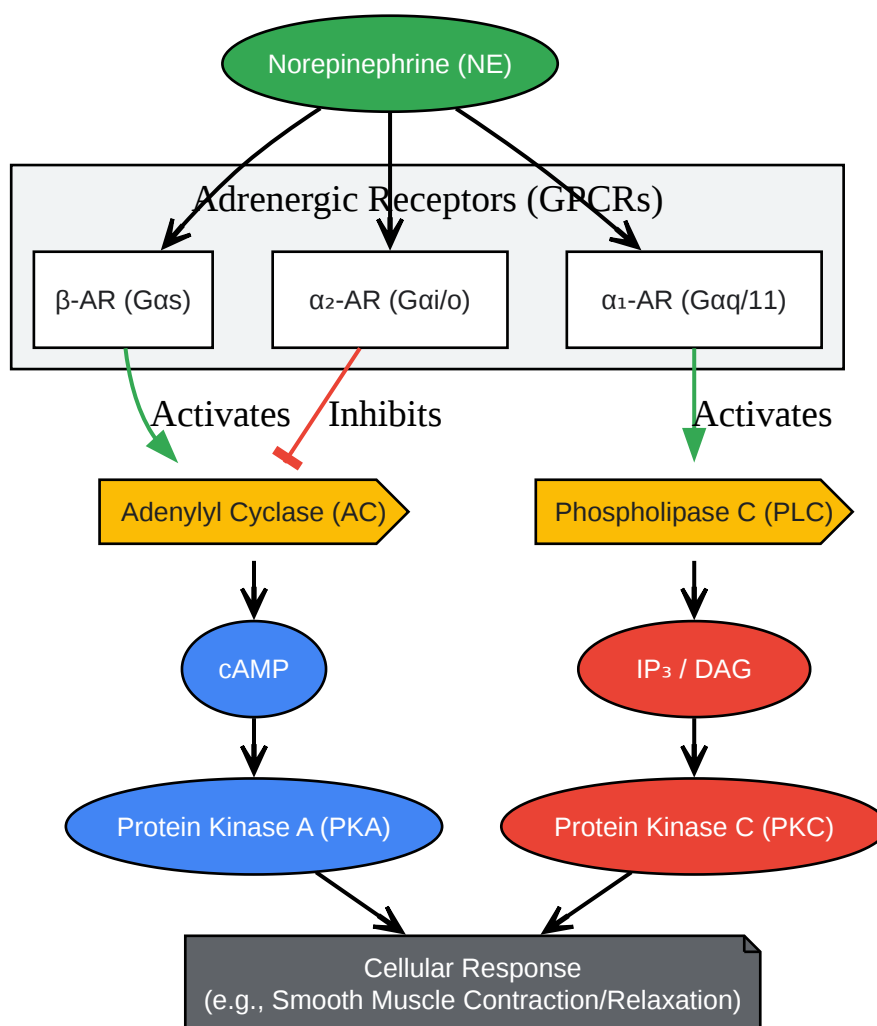 Norepinephrine (NE)
Adrenergic Receptors (GPCRs)
β-AR (Gαs)
α₂-AR (Gαi/o)
α₁-AR (Gαq/11)
Activates
Inhibits
Activates
Adenylyl Cyclase (AC)
Phospholipase C (PLC)
cAMP
IP₃ / DAG
Protein Kinase A (PKA)
Protein Kinase C (PKC)
Cellular Response
(e.g., Smooth Muscle Contraction/Relaxation)